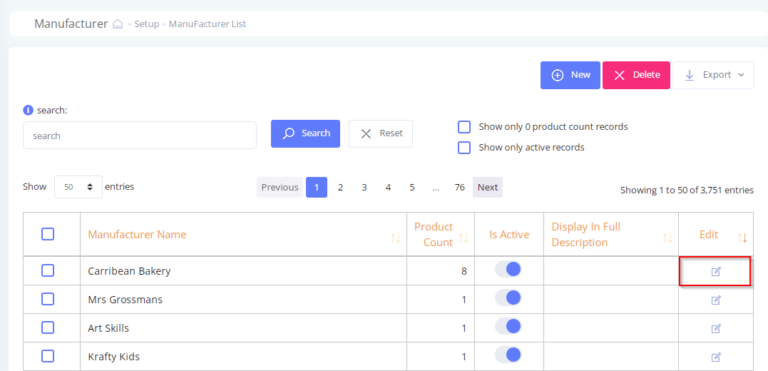 Manufacturer Setup ManuFacturer List
New Delete Export
search:
search Search Reset
Show only 0 product count records
Show only active records
Show 50 entries Previous 1 2 3 4 5 ... 76 Next Showing 1 to 50 of 3,751 entries
Manufacturer Name Product Count Is Active Display In Full Description Edit
Carribean Bakery 8
Mrs Grossmans 1
Art Skills 1
Krafty Kids 1